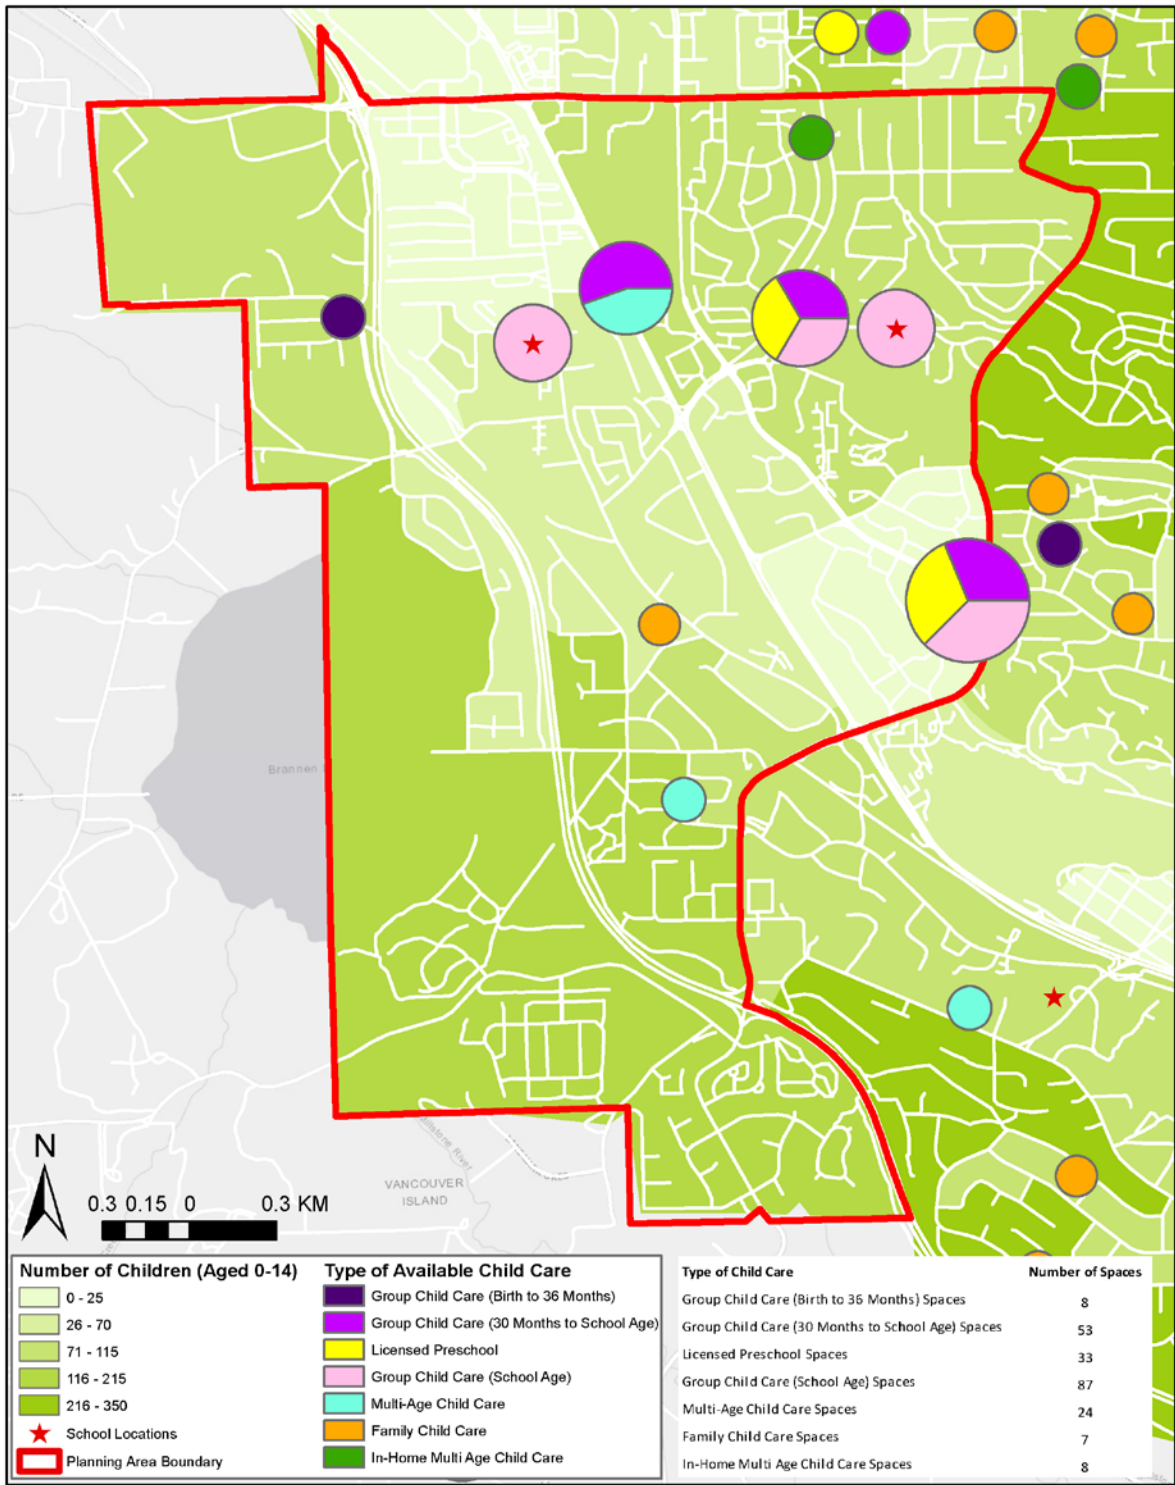 Brannen
N
VANCOUVER
ISLAND
0.3 0.15 0 0.3 KM
Number of Children (Aged 0-14)
0 - 25
26 - 70
71 - 115
116 - 215
216 - 350
School Locations
Planning Area Boundary
Type of Available Child Care
Group Child Care (Birth to 36 Months)
Group Child Care (30 Months to School Age)
Licensed Preschool
Group Child Care (School Age)
Multi-Age Child Care
Family Child Care
In-Home Multi Age Child Care
Type of Child Care Number of Spaces
Group Child Care (Birth to 36 Months) Spaces 8
Group Child Care (30 Months to School Age) Spaces 53
Licensed Preschool Spaces 33
Group Child Care (School Age) Spaces 87
Multi-Age Child Care Spaces 24
Family Child Care Spaces 7
In-Home Multi Age Child Care Spaces 8